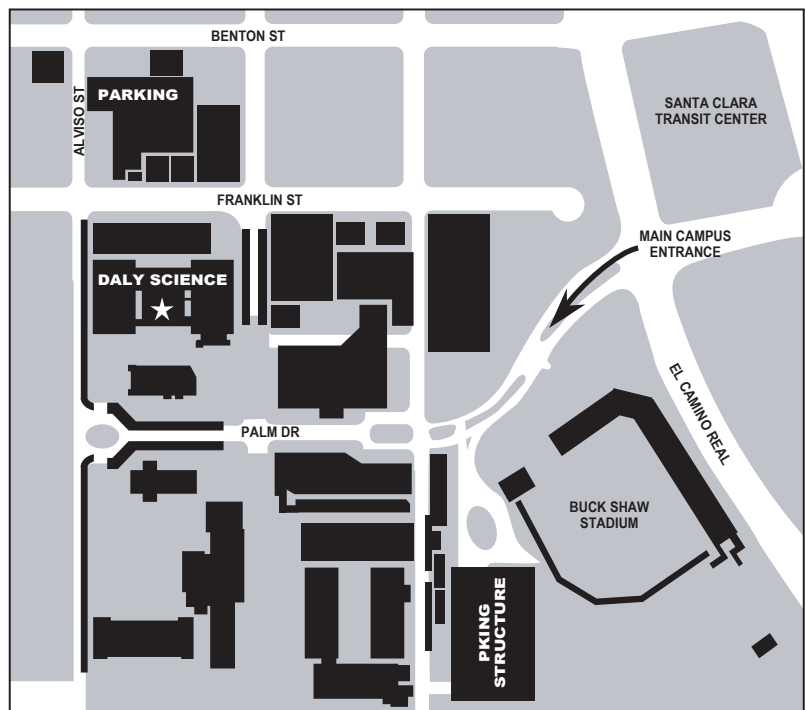 BENTON ST
PARKING
ALVISO ST
SANTA CLARA
TRANSIT CENTER
FRANKLIN ST
MAIN CAMPUS
ENTRANCE
DALY SCIENCE
EL CAMINO REAL
PALM DR
BUCK SHAW
STADIUM
PKING
STRUCTURE